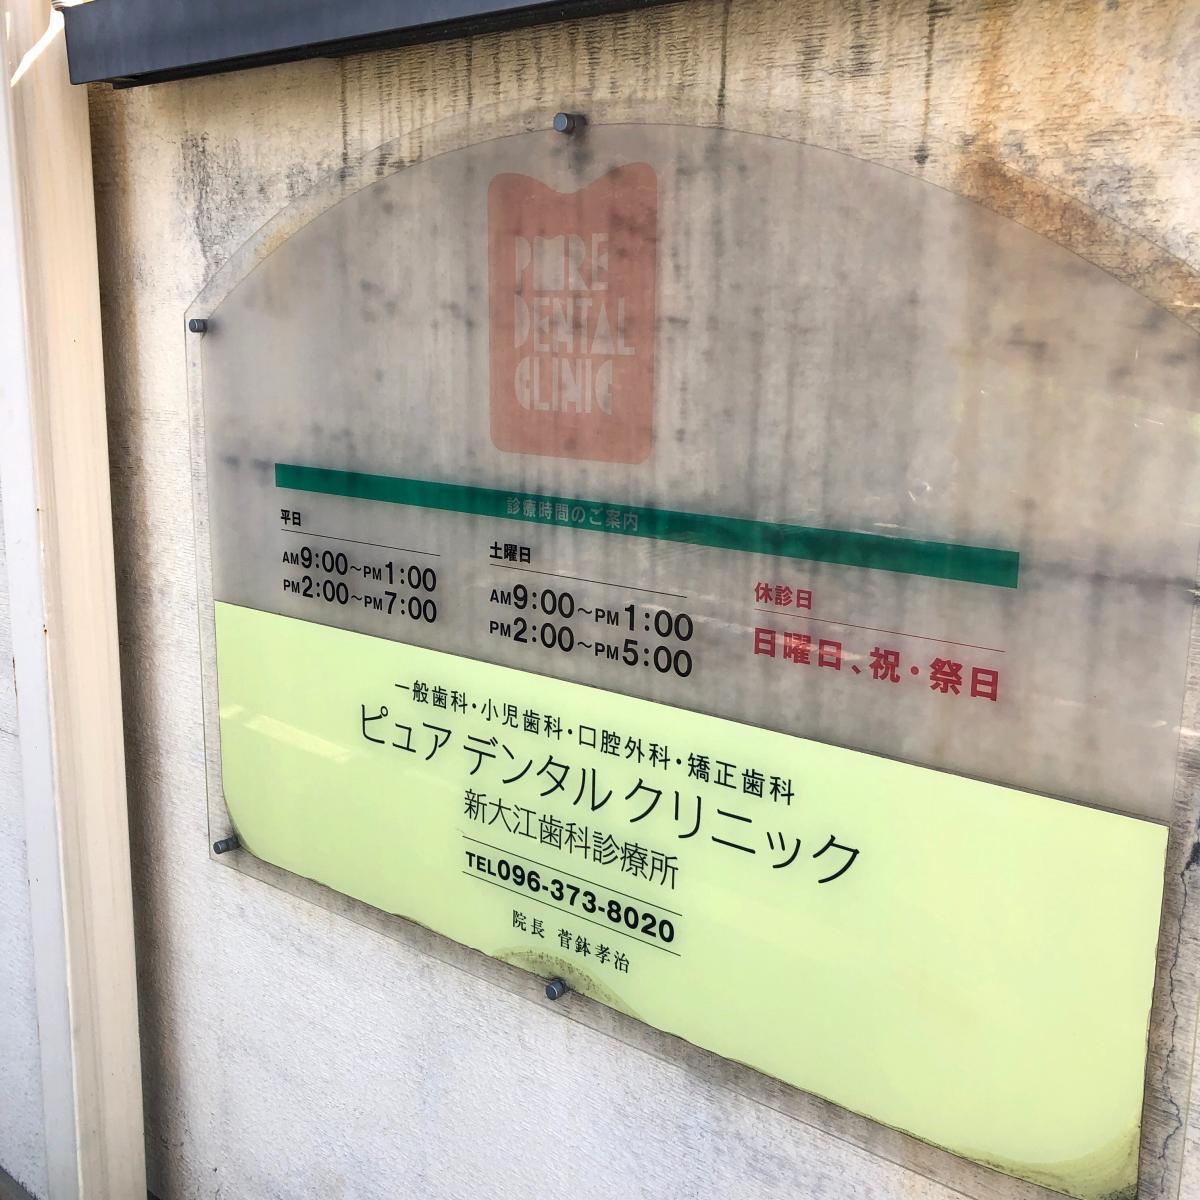 PURE
DENTAL
CLINIC
診療時間のご案内
平日
AM9:00～PM1:00
PM2:00～PM7:00
土曜日
AM9:00～PM1:00
PM2:00～PM5:00
休診日
日曜日、祝・祭日
一般歯科・小児歯科・口腔外科・矯正歯科
ピュア デンタル クリニック
新大江歯科診療所
TEL096-373-8020
院長 菅鉢孝治